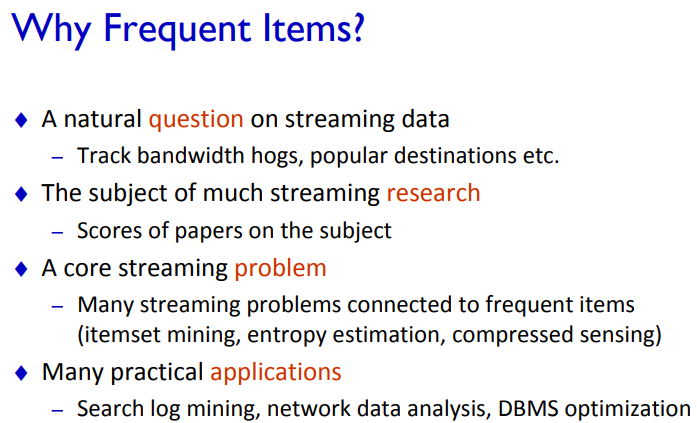 Why Frequent Items?
♦ A natural question on streaming data
– Track bandwidth hogs, popular destinations etc.
♦ The subject of much streaming research
– Scores of papers on the subject
♦ A core streaming problem
– Many streaming problems connected to frequent items
(itemset mining, entropy estimation, compressed sensing)
♦ Many practical applications
– Search log mining, network data analysis, DBMS optimization